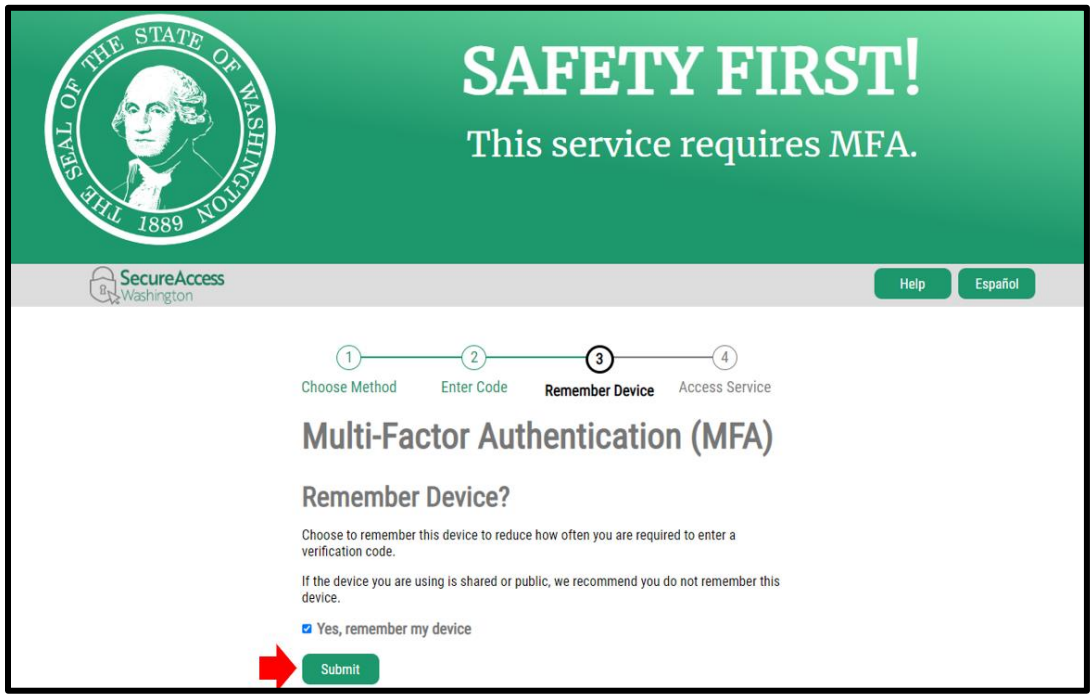 THE SEAL OF THE STATE OF WASHINGTON
1889
SAFETY FIRST!
This service requires MFA.
SecureAccess
Washington
Help
Español
1
2
3
4
Choose Method
Enter Code
Remember Device
Access Service
Multi-Factor Authentication (MFA)
Remember Device?
Choose to remember this device to reduce how often you are required to enter a
verification code.
If the device you are using is shared or public, we recommend you do not remember this
device.
Yes, remember my device
Submit